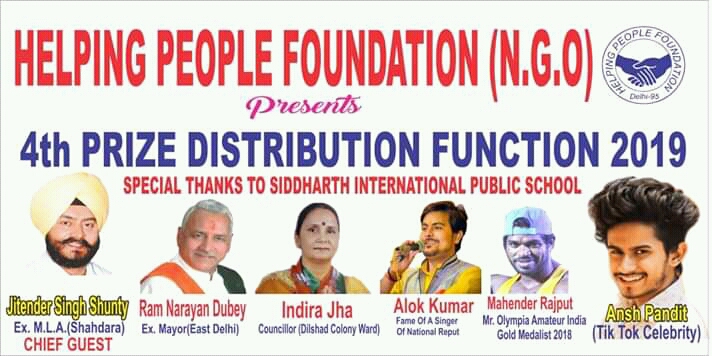 HELPING PEOPLE FOUNDATION (N.G.O)
HELPING PEOPLE FOUNDATION
Delhi-95
Presents
4th PRIZE DISTRIBUTION FUNCTION 2019
SPECIAL THANKS TO SIDDHARTH INTERNATIONAL PUBLIC SCHOOL
Jitender Singh Shunty
Ex. M.L.A.(Shahdara)
CHIEF GUEST
Ram Narayan Dubey
Ex. Mayor(East Delhi)
Indira Jha
Councillor (Dilshad Colony Ward)
Alok Kumar
Fame Of A Singer
Of National Reput
Mahender Rajput
Mr. Olympia Amateur India
Gold Medalist 2018
Ansh Pandit
(Tik Tok Celebrity)